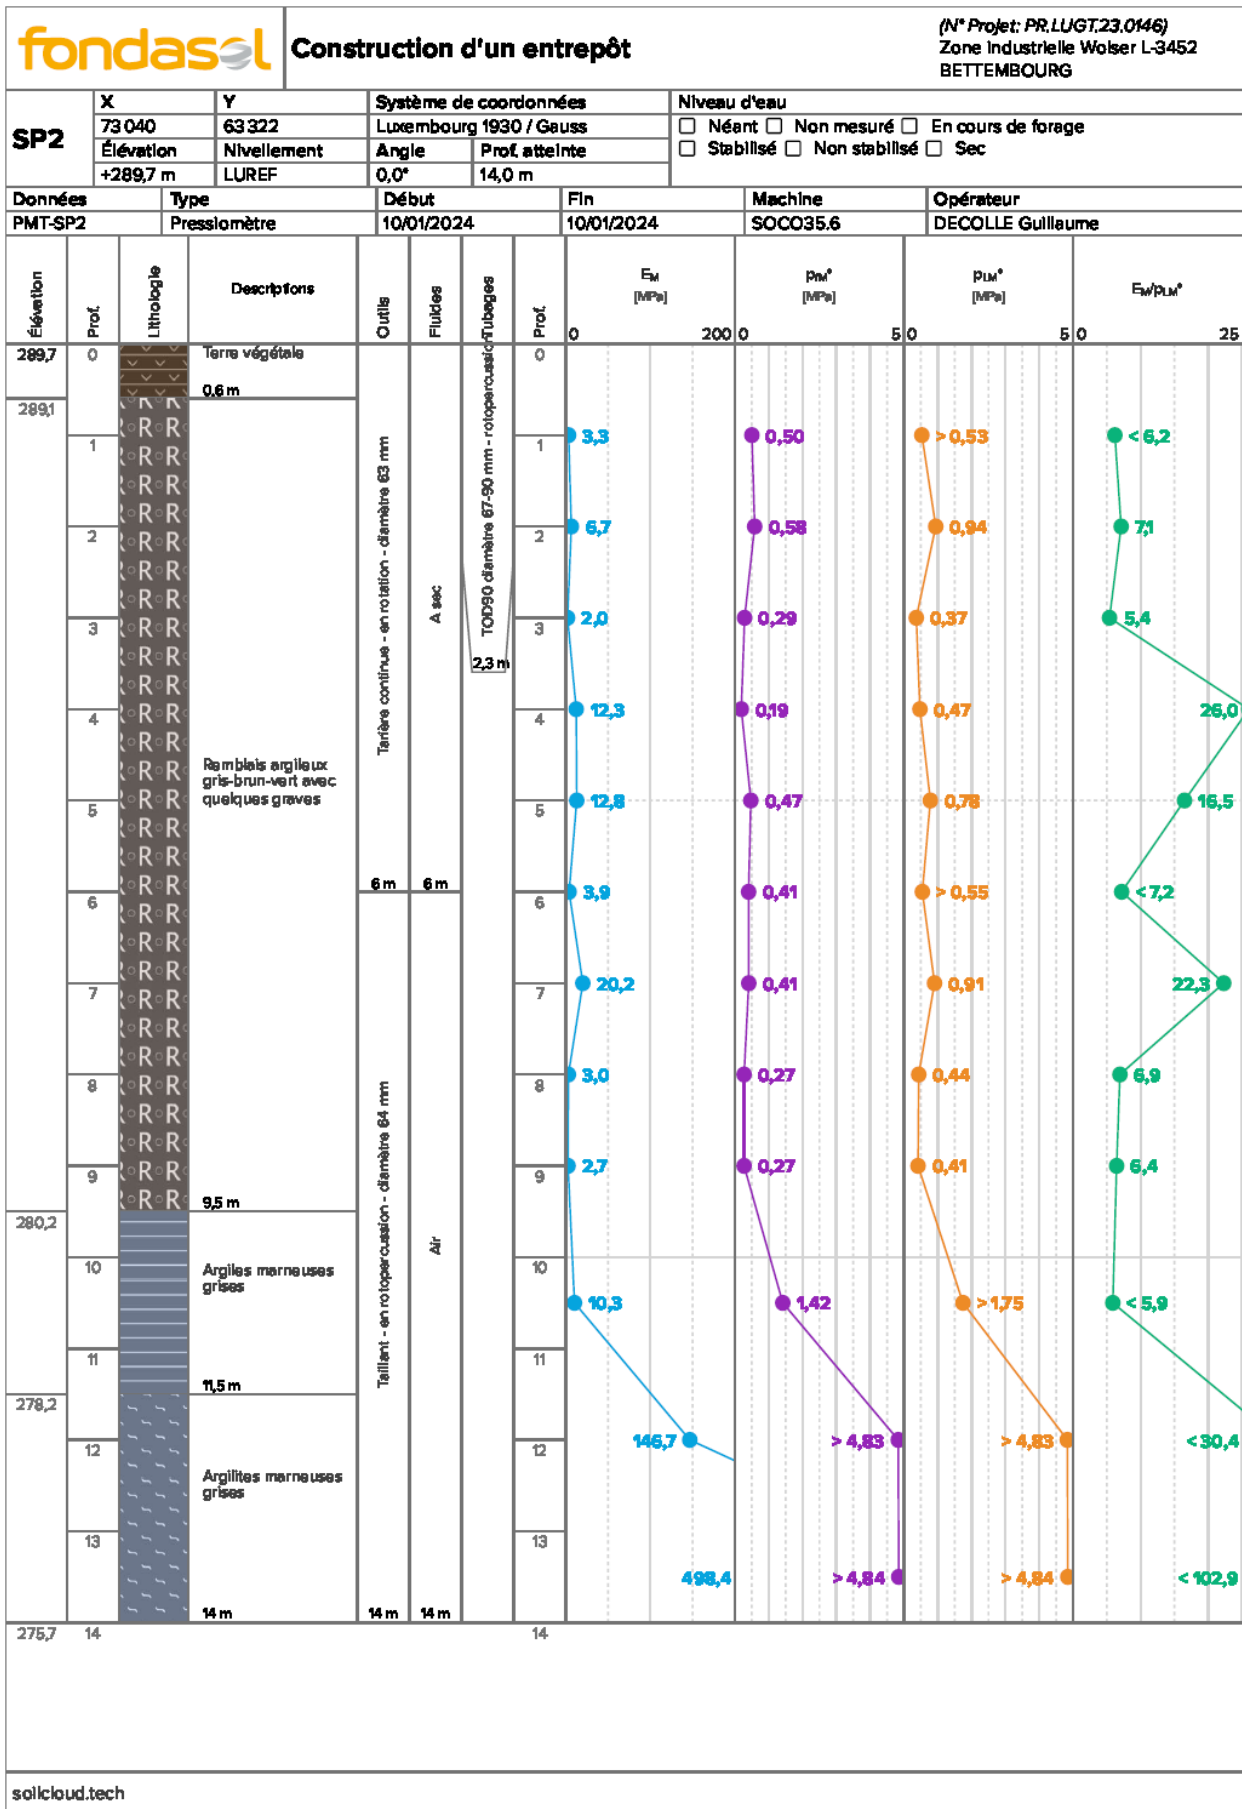 fondasol
Construction d'un entrepôt
(N° Projet: PR.LUGT.23.0146)
Zone Industrielle Wolser L-3452
BETTEMBOURG
SP2
X Y Système de coordonnées Niveau d'eau
73 040 63 322 Luxembourg 1930 / Gauss
☐ Néant ☐ Non mesuré ☐ En cours de forage
Élévation Nivellement Angle Prof. atteinte
☐ Stabilisé ☐ Non stabilisé ☐ Sec
+289,7 m LUREF 0,0° 14,0 m
Données Type Début Fin Machine Opérateur
PMT-SP2 Pressiomètre 10/01/2024 10/01/2024 SOCO35.6 DECOLLE Guillaume
Élévation Prof. Lithologie Descriptions Outils Fluides Tubages Prof.
EM [MPa] pfM* [MPa] pLM* [MPa] EM/pLM*
0 200 0 5 0 5 0 25
289,7 0 Terre végétale 0
0,6 m
289,1
1 1 3,3 0,50 > 0,53 < 6,2
2 2 6,7 0,58 0,94 7,1
3 3 2,0 0,29 0,37 5,4
2,3 m
4 4 12,3 0,19 0,47 26,0
Remblais argileux
gris-brun-vert avec
quelques graves
5 5 12,8 0,47 0,78 16,5
6 m 6 m
6 6 3,9 0,41 > 0,55 < 7,2
7 7 20,2 0,41 0,91 22,3
8 8 3,0 0,27 0,44 6,9
9 9 2,7 0,27 0,41 6,4
9,5 m
280,2
10 10
Argiles marneuses
grises
10,3 1,42 > 1,75 < 5,9
11 11
11,5 m
278,2
12 12 146,7 > 4,83 > 4,83 < 30,4
Argilites marneuses
grises
13 13
498,4 > 4,84 > 4,84 < 102,9
14 m 14 m 14 m
275,7 14 14
Tarière continue - en rotation - diamètre 63 mm
Taillant - en rotopercussion - diamètre 64 mm
A sec
Air
TOID90 diamètre 67-90 mm - rotopercussion
solcloud.tech